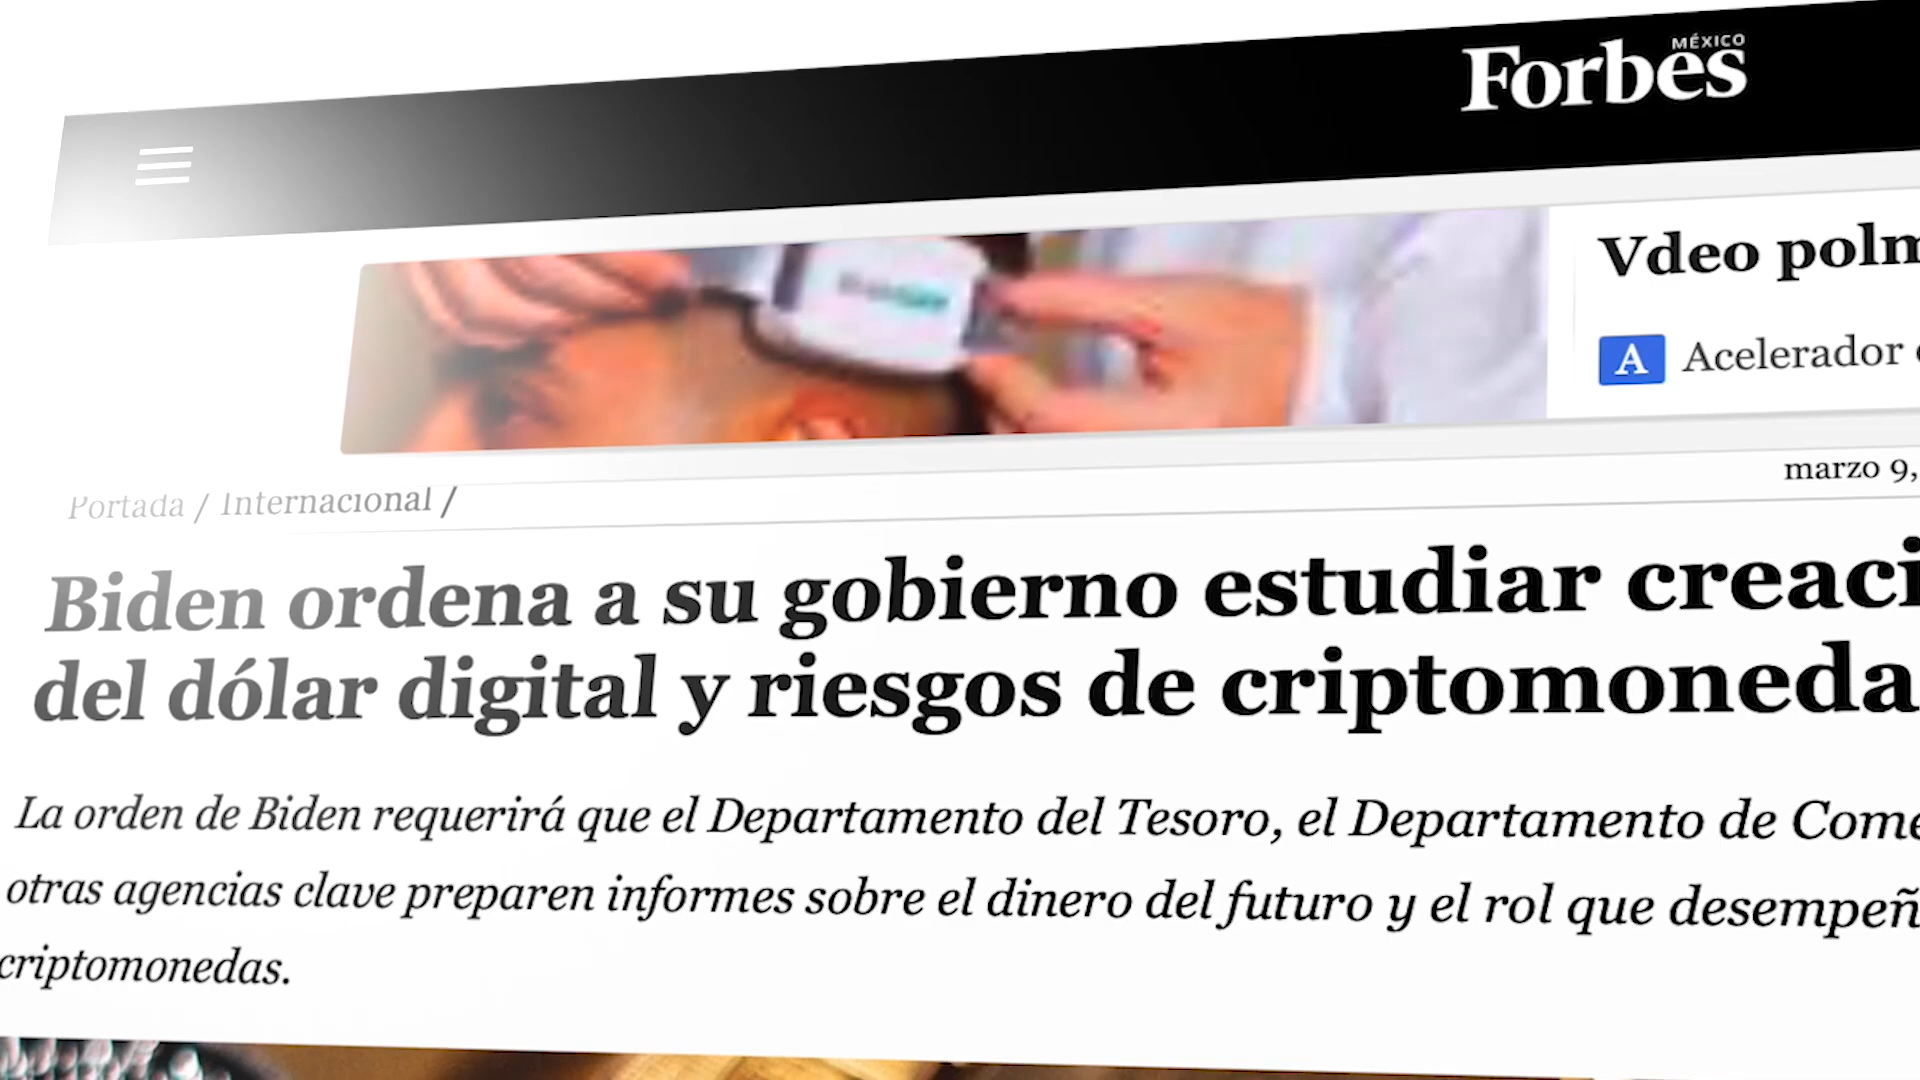 MÉXICO
Forbes
Vdeo polm
A Acelerador
marzo 9,
Portada / Internacional /
Biden ordena a su gobierno estudiar creaci
del dólar digital y riesgos de criptomoneda
La orden de Biden requerirá que el Departamento del Tesoro, el Departamento de Come
otras agencias clave preparen informes sobre el dinero del futuro y el rol que desempeñ
criptomonedas.